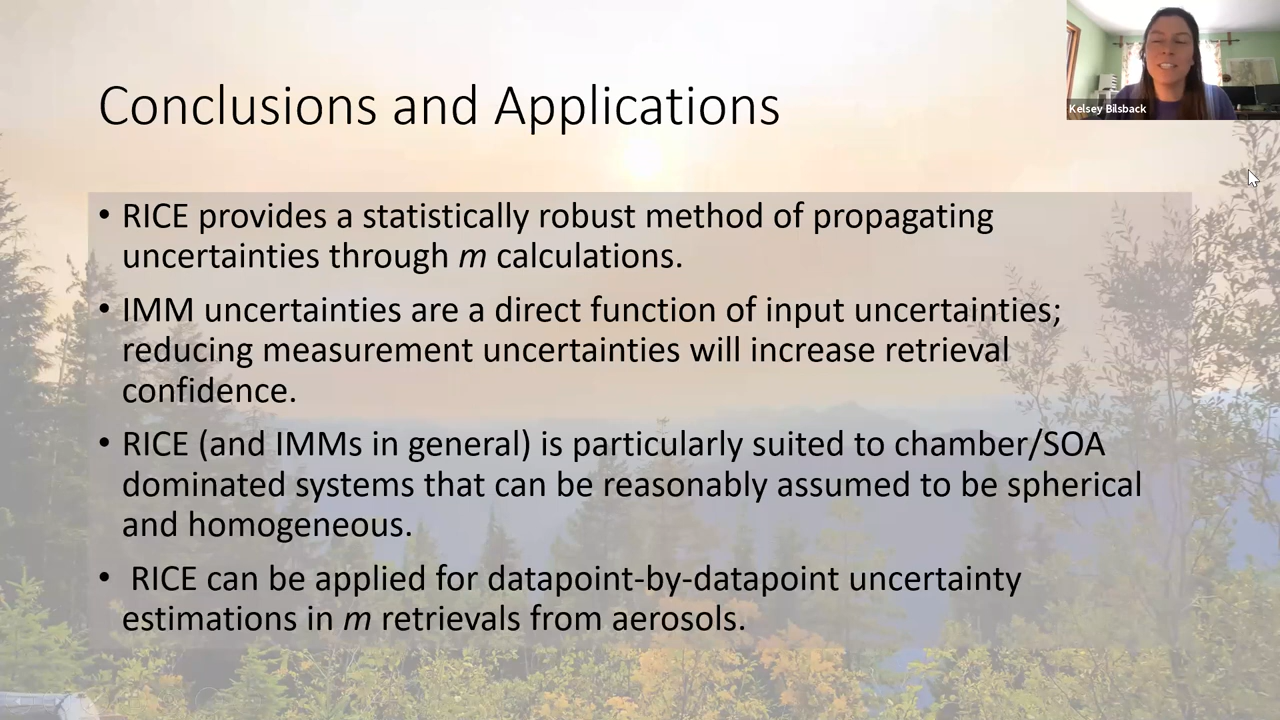 Conclusions and Applications
Kelsey Bilsback
• RICE provides a statistically robust method of propagating
uncertainties through m calculations.
• IMM uncertainties are a direct function of input uncertainties;
reducing measurement uncertainties will increase retrieval
confidence.
• RICE (and IMMs in general) is particularly suited to chamber/SOA
dominated systems that can be reasonably assumed to be spherical
and homogeneous.
• RICE can be applied for datapoint-by-datapoint uncertainty
estimations in m retrievals from aerosols.